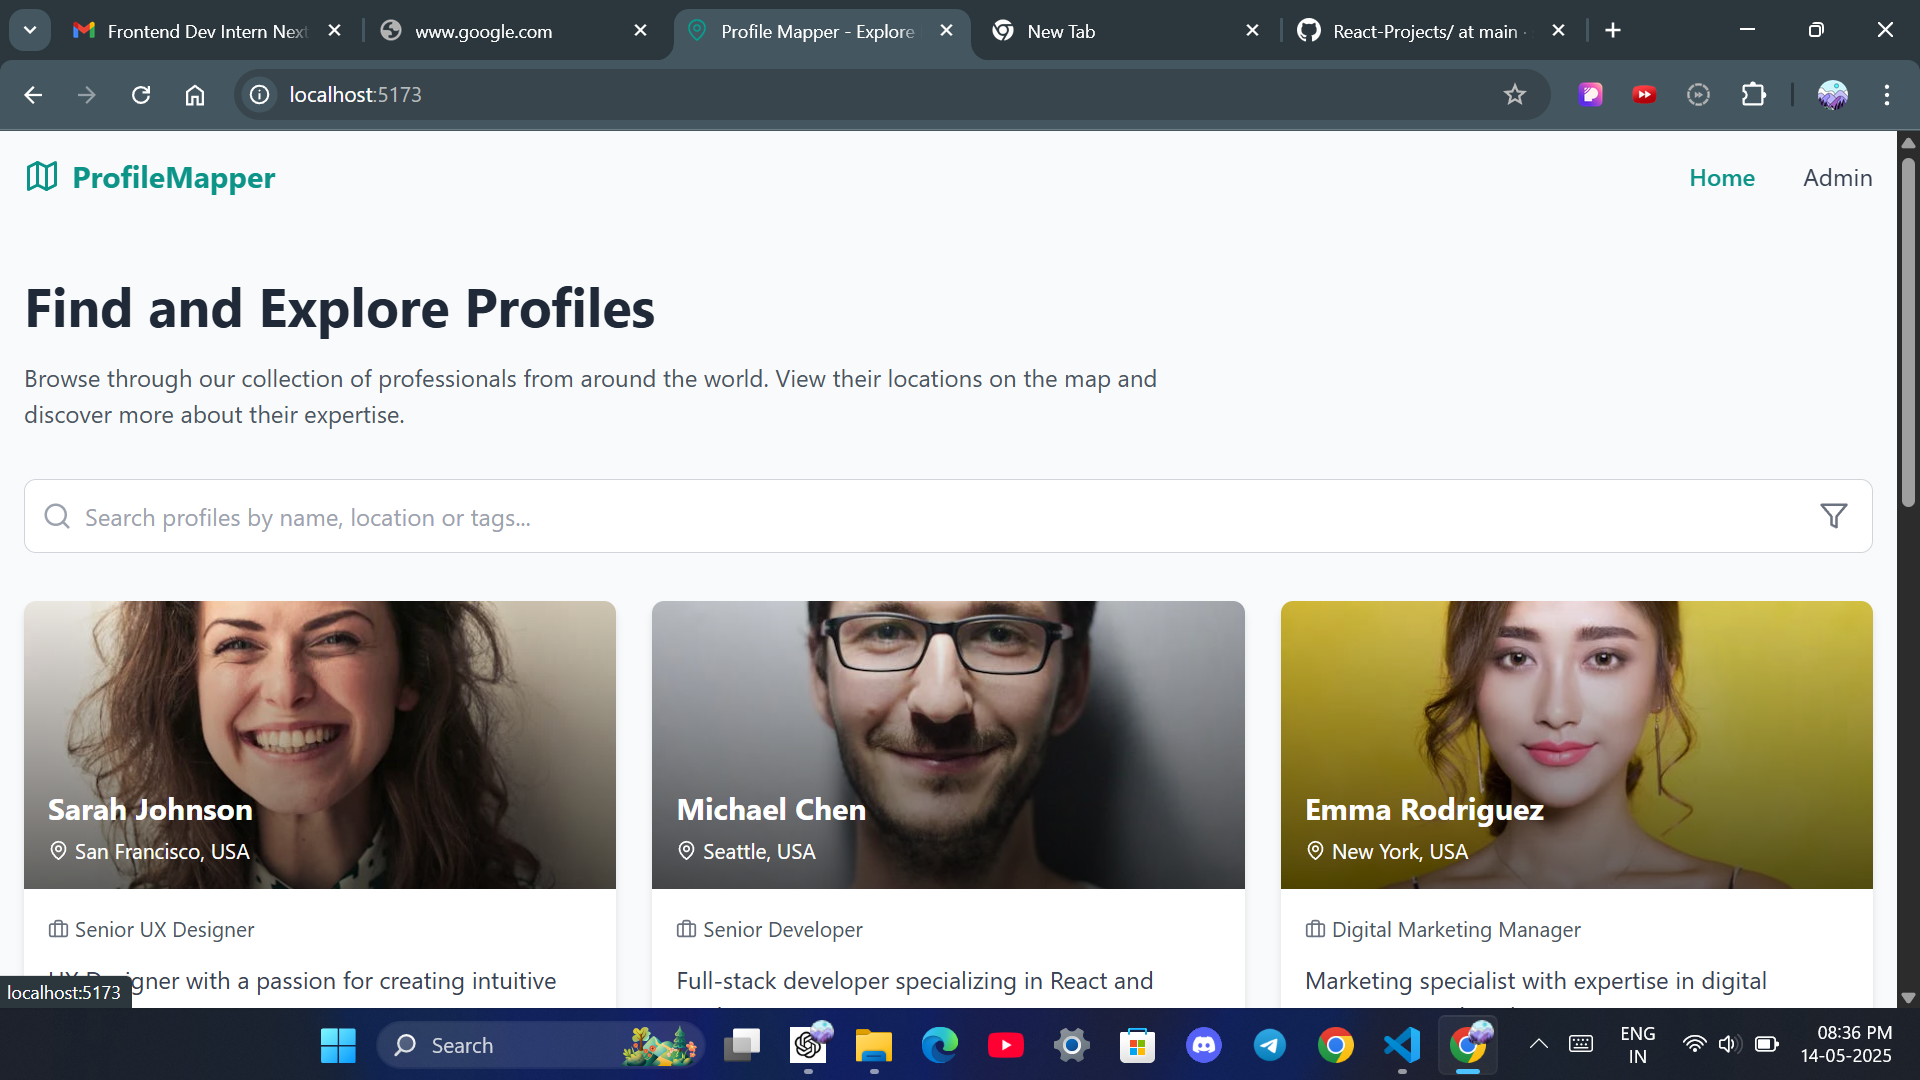 Frontend Dev Intern Next
www.google.com
Profile Mapper - Explore
New Tab
React-Projects/ at main ·
localhost:5173
ProfileMapper
Home
Admin
Find and Explore Profiles
Browse through our collection of professionals from around the world. View their locations on the map and
discover more about their expertise.
Search profiles by name, location or tags...
Sarah Johnson
San Francisco, USA
Senior UX Designer
UX Designer with a passion for creating intuitive
Michael Chen
Seattle, USA
Senior Developer
Full-stack developer specializing in React and
Emma Rodriguez
New York, USA
Digital Marketing Manager
Marketing specialist with expertise in digital
localhost:5173
Search
ENG
IN
08:36 PM
14-05-2025